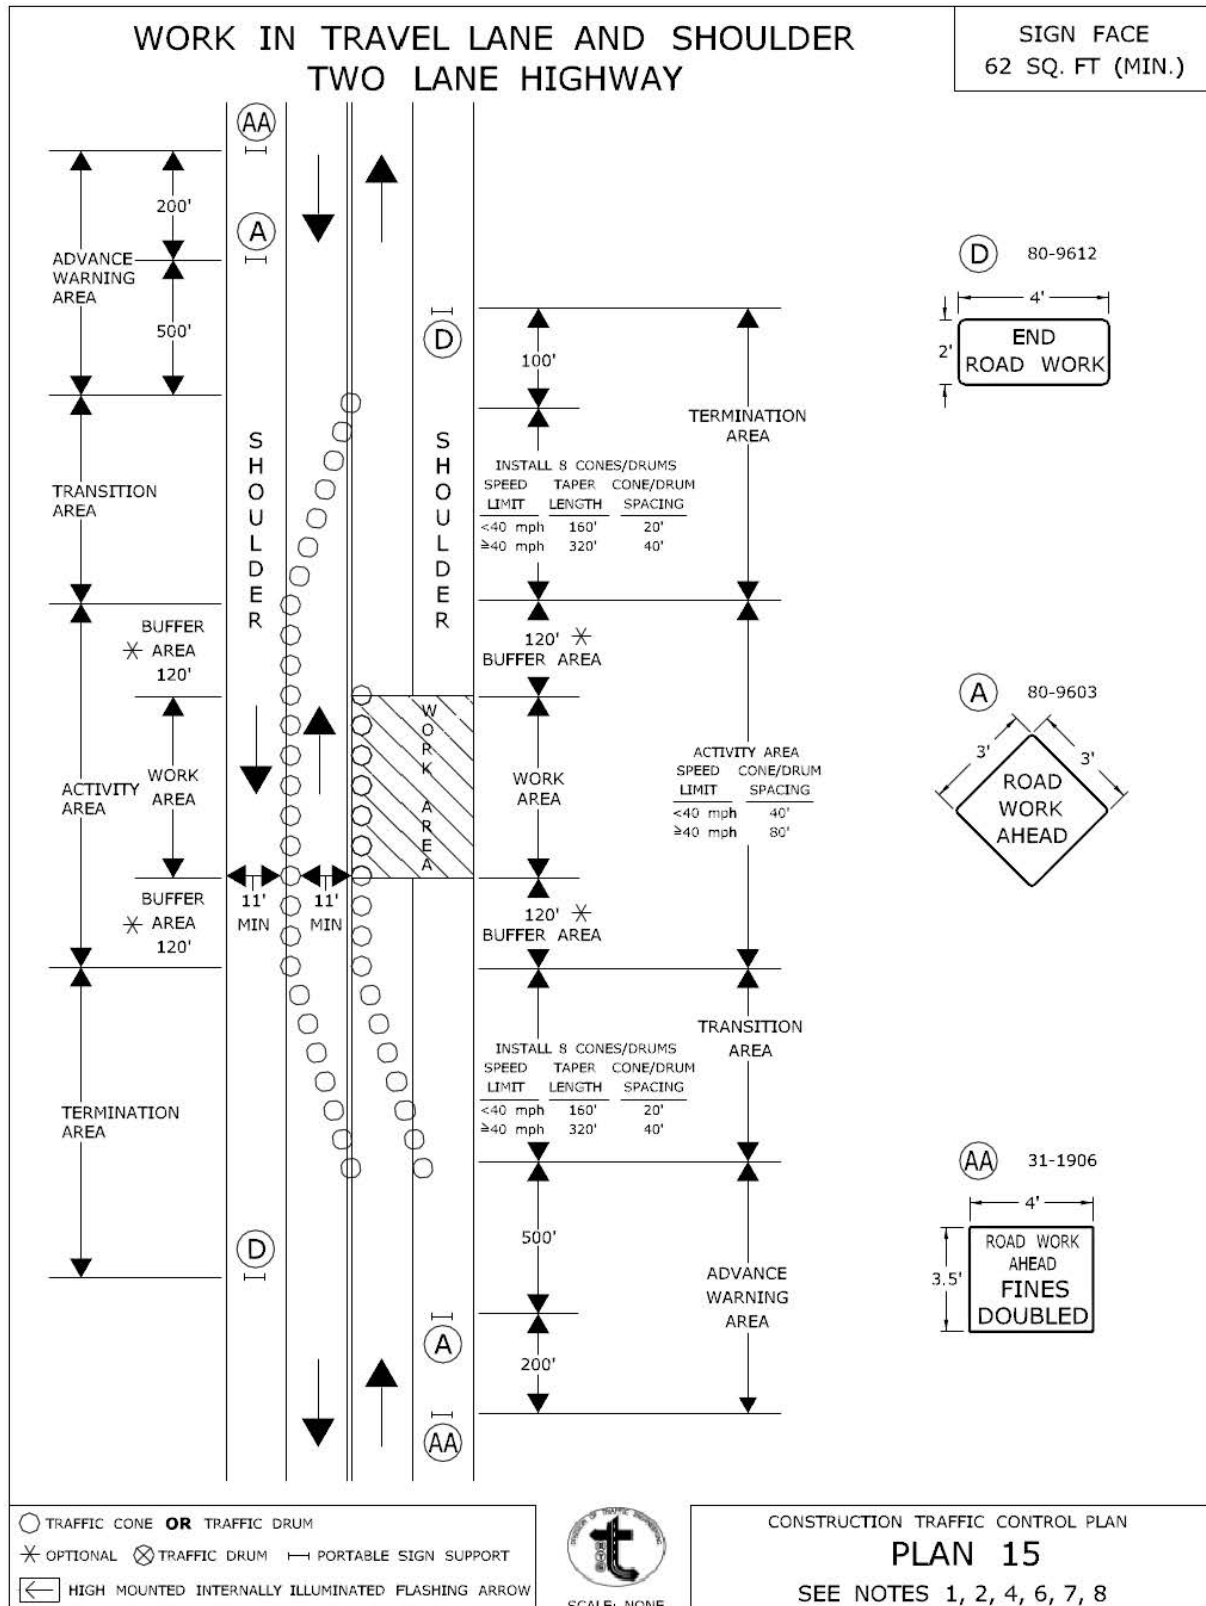 WORK IN TRAVEL LANE AND SHOULDER
TWO LANE HIGHWAY
SIGN FACE
62 SQ. FT (MIN.)
AA
200'
A
ADVANCE
WARNING
AREA
500'
D
100'
TERMINATION
AREA
SHOULDER
SHOULDER
TRANSITION
AREA
INSTALL 8 CONES/DRUMS
SPEED TAPER CONE/DRUM
LIMIT LENGTH SPACING
<40 mph 160' 20'
≥40 mph 320' 40'
BUFFER
AREA
120'
120'
BUFFER AREA
WORK AREA
ACTIVITY
AREA
WORK
AREA
WORK
AREA
ACTIVITY AREA
SPEED CONE/DRUM
LIMIT SPACING
<40 mph 40'
≥40 mph 80'
BUFFER
AREA
120'
11'
MIN
11'
MIN
120'
BUFFER AREA
TRANSITION
AREA
INSTALL 8 CONES/DRUMS
SPEED TAPER CONE/DRUM
LIMIT LENGTH SPACING
<40 mph 160' 20'
≥40 mph 320' 40'
TERMINATION
AREA
D
500'
ADVANCE
WARNING
AREA
A
200'
AA
D 80-9612
4'
2'
END
ROAD WORK
A 80-9603
3' 3'
ROAD
WORK
AHEAD
AA 31-1906
4'
3.5'
ROAD WORK
AHEAD
FINES
DOUBLED
TRAFFIC CONE OR TRAFFIC DRUM
OPTIONAL TRAFFIC DRUM PORTABLE SIGN SUPPORT
HIGH MOUNTED INTERNALLY ILLUMINATED FLASHING ARROW
DIVISION OF TRAFFIC ENGINEERING
SCALE: NONE
CONSTRUCTION TRAFFIC CONTROL PLAN
PLAN 15
SEE NOTES 1, 2, 4, 6, 7, 8